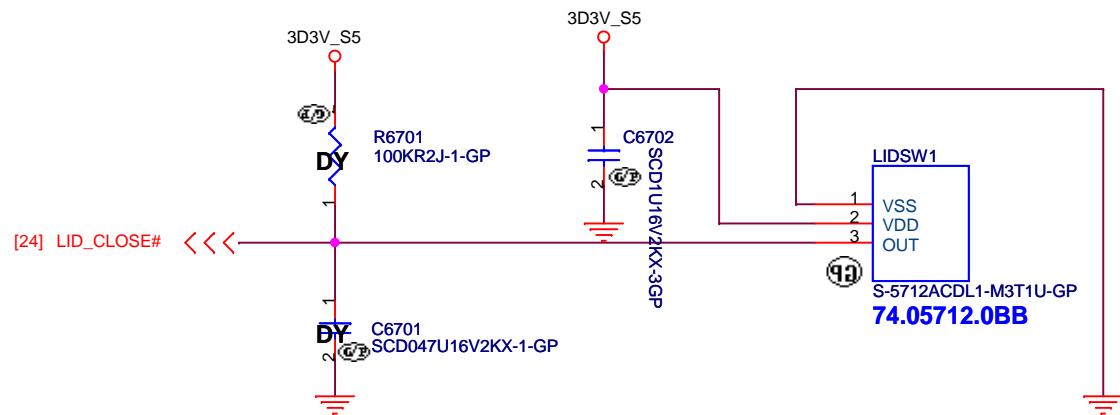 3D3V_S5
3D3V_S5
G/P
R6701
100KR2J-1-GP
DY
1
1
C6702
SCD1U16V2KX-3GP
G/P
2
LIDSW1
1
VSS
2
VDD
3
OUT
[24] LID_CLOSE#
GP
S-5712ACDL1-M3T1U-GP
74.05712.0BB
1
DY
C6701
SCD047U16V2KX-1-GP
G/P
2